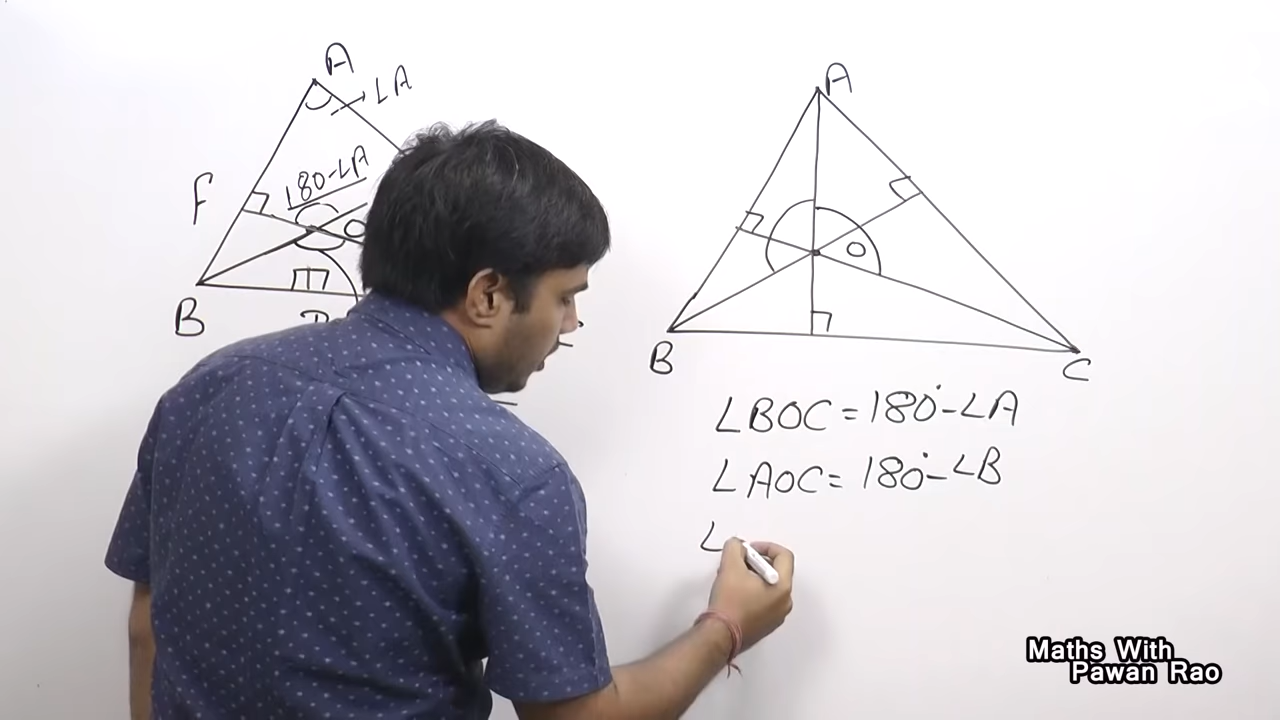 A
∠A
180-∠A
F
O
B
D
A
O
B
C
∠BOC = 180°-∠A
∠AOC = 180°-∠B
∠
Maths With
Pawan Rao